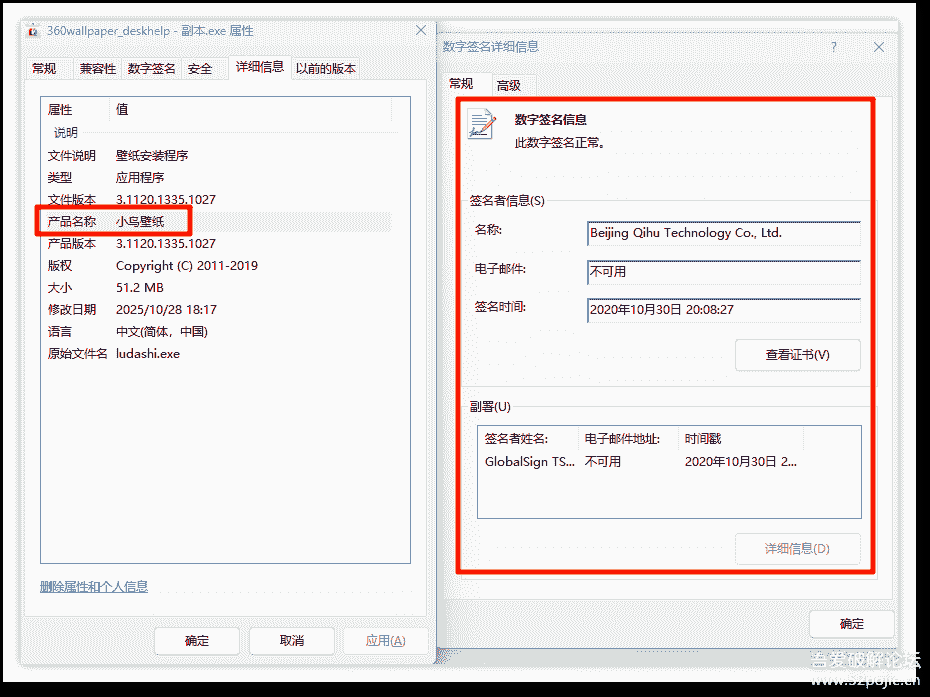 360wallpaper_deskhelp - 副本.exe 属性
常规 兼容性 数字签名 安全 详细信息 以前的版本
属性 值
说明
文件说明 壁纸安装程序
类型 应用程序
文件版本 3.1120.1335.1027
产品名称 小鸟壁纸
产品版本 3.1120.1335.1027
版权 Copyright (C) 2011-2019
大小 51.2 MB
修改日期 2025/10/28 18:17
语言 中文(简体，中国)
原始文件名 ludashi.exe
删除属性和个人信息
确定 取消 应用(A)
数字签名详细信息 ?
常规 高级
数字签名信息
此数字签名正常。
签名者信息(S)
名称: Beijing Qihu Technology Co., Ltd.
电子邮件: 不可用
签名时间: 2020年10月30日 20:08:27
查看证书(V)
副署(U)
签名者姓名: 电子邮件地址: 时间戳
GlobalSign TS... 不可用 2020年10月30日 2...
详细信息(D)
确定
吾爱破解论坛
www.52pojie.cn